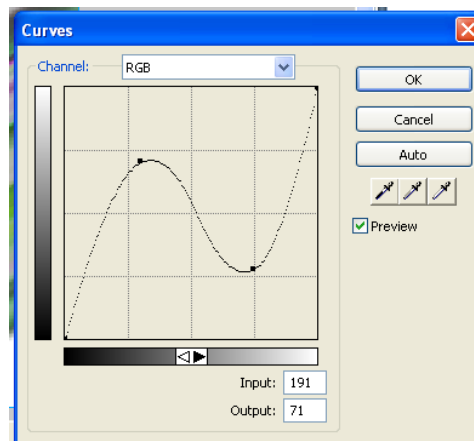 Curves
Channel: RGB
OK
Cancel
Auto
Preview
Input: 191
Output: 71